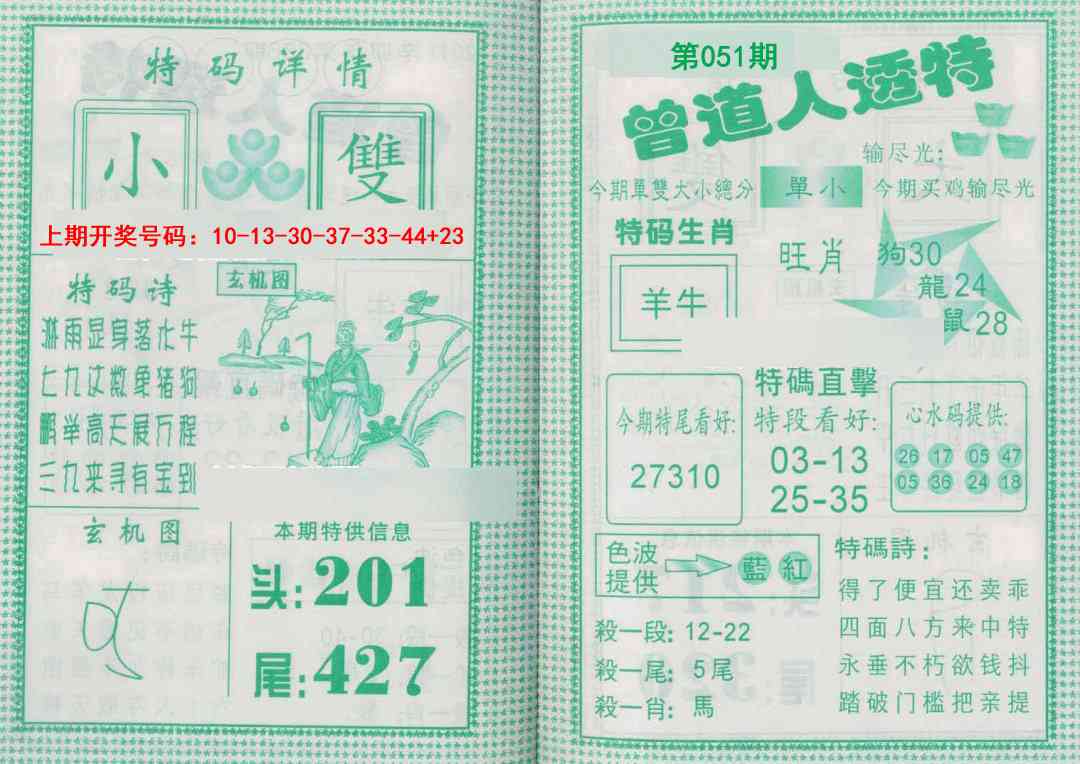 特码详情
小 雙
上期开奖号码：10-13-30-37-33-44+23
特码诗
淋雨显穿落水牛
七九这数象猪狗
鹏举高天展万程
三九来寻有宝到
玄机图
玄机图
本期特供信息
头:201
尾:427
第051期
曾道人透特
输尽光:
今期單雙大小總分 單小 今期买鸡输尽光
特码生肖
羊牛
旺肖
狗30
龍24
鼠28
今期特尾看好:
27310
特碼直擊
特段看好:
03-13
25-35
心水码提供:
26 17 05 47
05 36 24 18
色波提供 藍 紅
殺一段: 12-22
殺一尾: 5尾
殺一肖: 馬
特碼詩:
得了便宜还卖乖
四面八方来中特
永垂不朽欲钱抖
踏破门槛把亲提